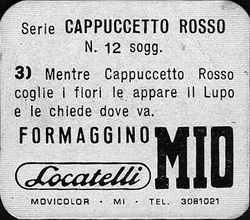 Serie CAPPUCCETTO ROSSO
N. 12 sogg.
3) Mentre Cappuccetto Rosso
coglie i fiori le appare il Lupo
e le chiede dove va.
FORMAGGINO MIO
Locatelli
MOVICOLOR - MI - TEL. 3081021